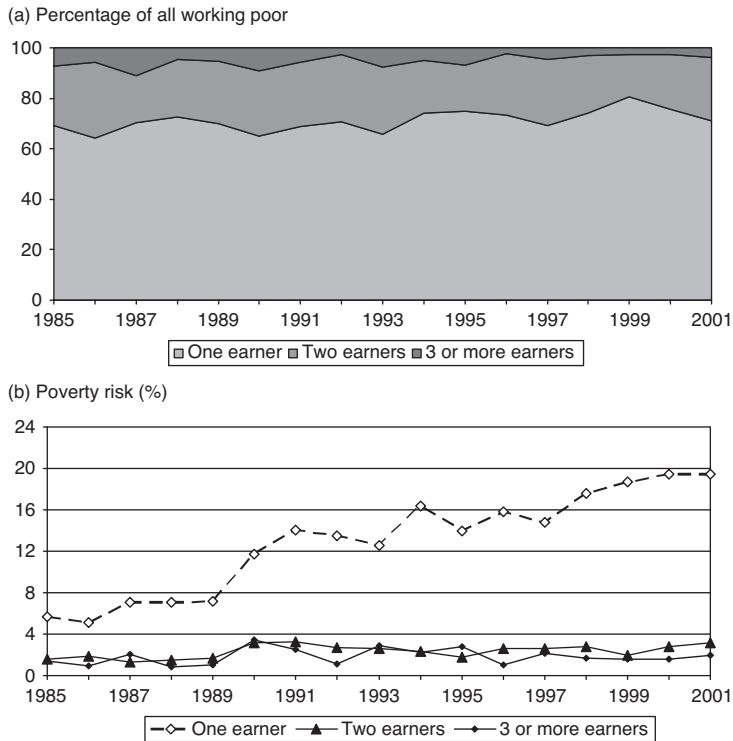 (a) Percentage of all working poor
100
80
60
40
20
0
1985 1987 1989 1991 1993 1995 1997 1999 2001
One earner Two earners 3 or more earners
(b) Poverty risk (%)
24
20
16
12
8
4
0
1985 1987 1989 1991 1993 1995 1997 1999 2001
One earner Two earners 3 or more earners